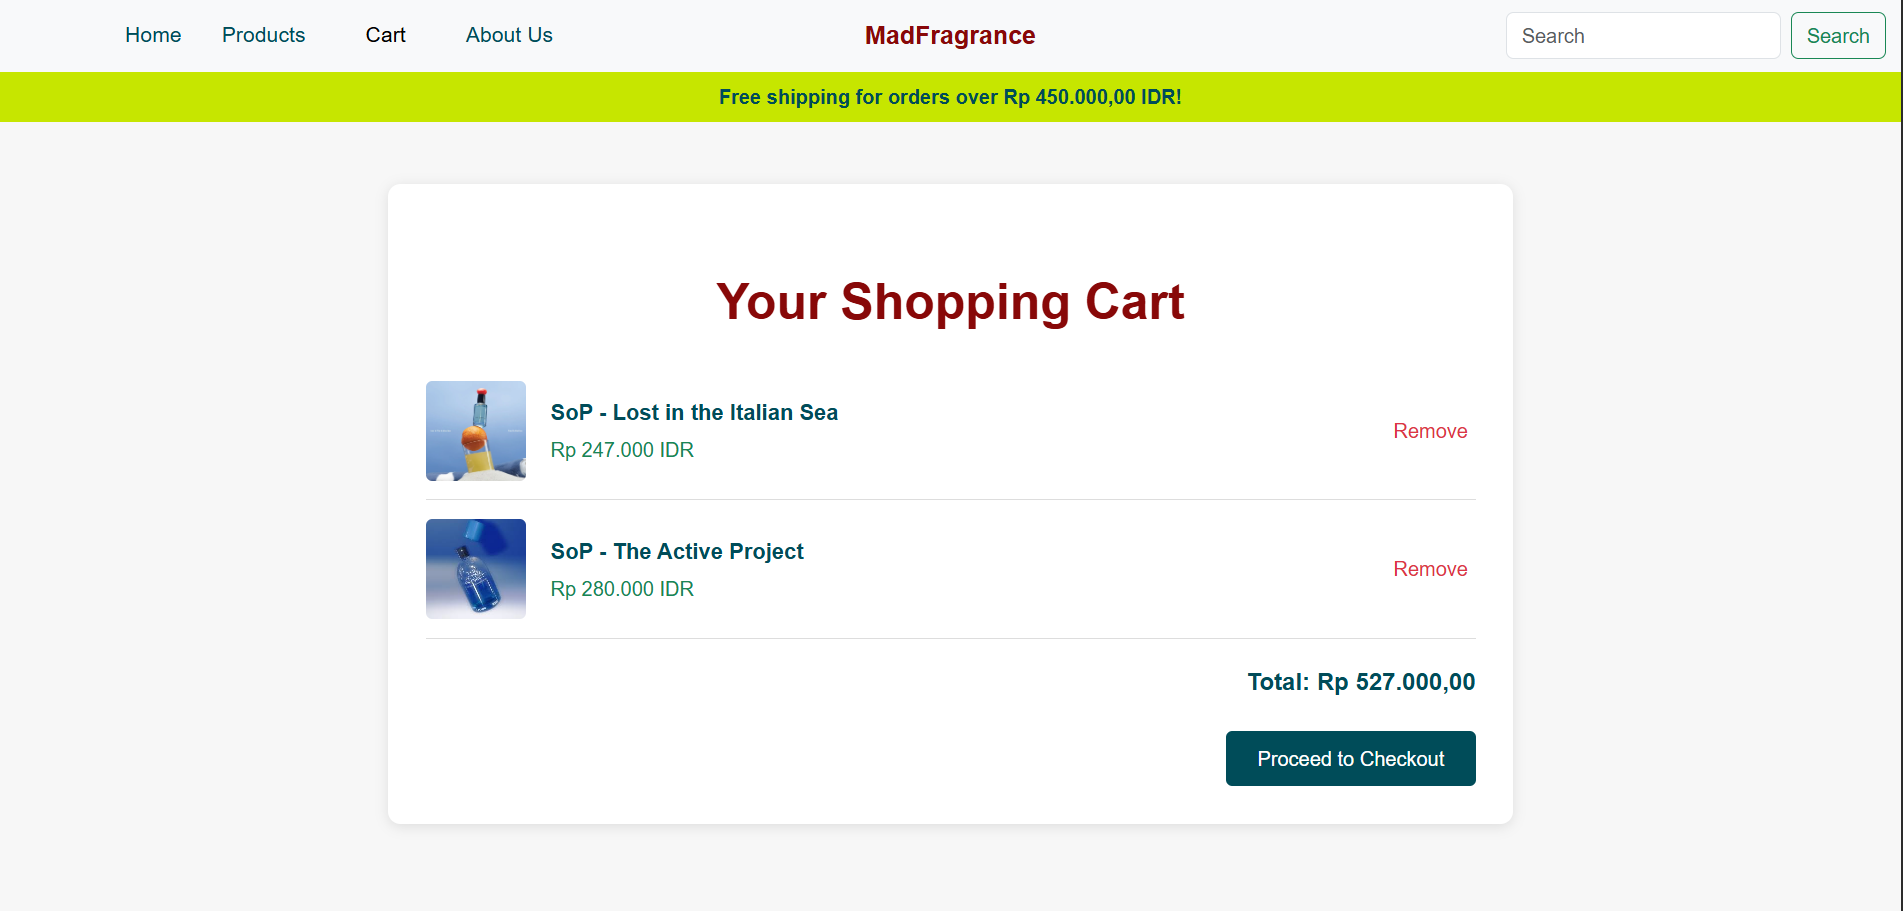 Home Products Cart About Us MadFragrance Search Search
Free shipping for orders over Rp 450.000,00 IDR!
Your Shopping Cart
SoP - Lost in the Italian Sea
Rp 247.000 IDR
Remove
SoP - The Active Project
Rp 280.000 IDR
Remove
Total: Rp 527.000,00
Proceed to Checkout